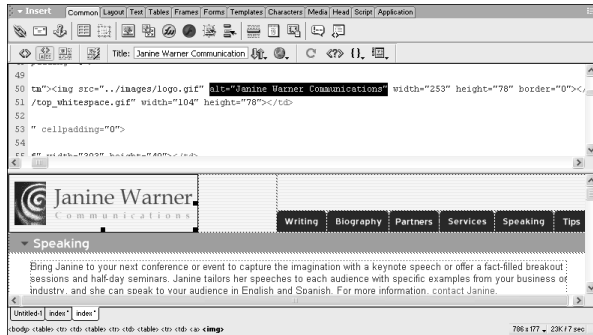 Insert Common Layout Text Tables Frames Forms Templates Characters Media Head Script Application
Title: Janine Warner Communication
49
50 tm"><img src="../images/logo.gif" alt="Janine Warner Communications" width="253" height="78" border="0"></
51 /top_whitespace.gif" width="104" height="78"></td>
52
53 " cellpadding="0">
54
Janine Warner
Communications
Writing Biography Partners Services Speaking Tips
Speaking
Bring Janine to your next conference or event to capture the imagination with a keynote speech or offer a fact-filled breakout
sessions and half-day seminars. Janine tailors her speeches to each audience with specific examples from your business or
industry, and she can speak to your audience in English and Spanish. For more information, contact Janine.
Untitled-1 index* index*
<body> <table> <tr> <td> <table> <tr> <td> <table> <tr> <td> <a> <img> 786 x 177 23K / 7 sec